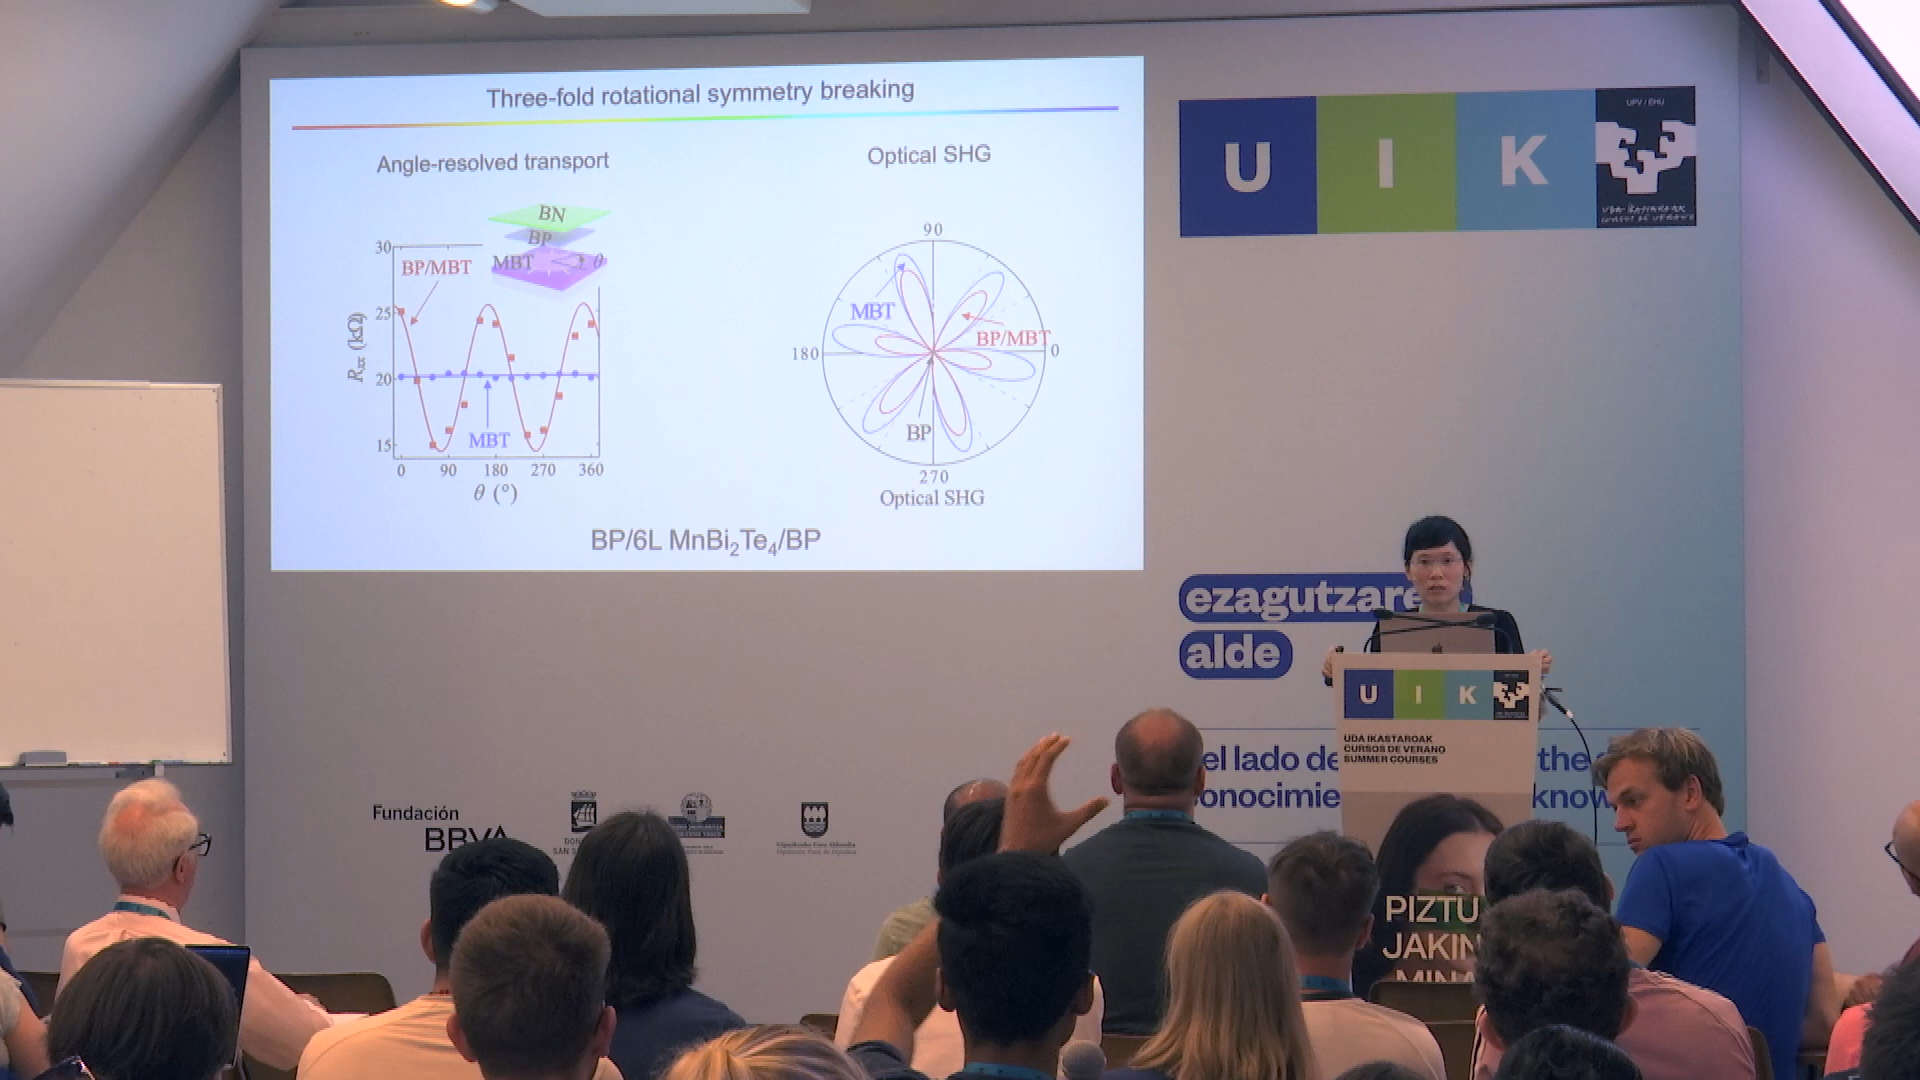 Three-fold rotational symmetry breaking
Angle-resolved transport
Optical SHG
BN
BP
MBT
θ
BP/MBT
MBT
30
25
20
15
Rxx (kΩ)
0 90 180 270 360
θ (°)
90
180
0
270
MBT
BP/MBT
BP
Optical SHG
BP/6L MnBi2Te4/BP
U I K
UPV / EHU
ezagutzare
alde
U I K
UDA IKASTAROAK
CURSOS DE VERANO
SUMMER COURSES
el lado de
the
onocimie
know
PIZTU
JAKIN
MINA
Fundación
BBVA